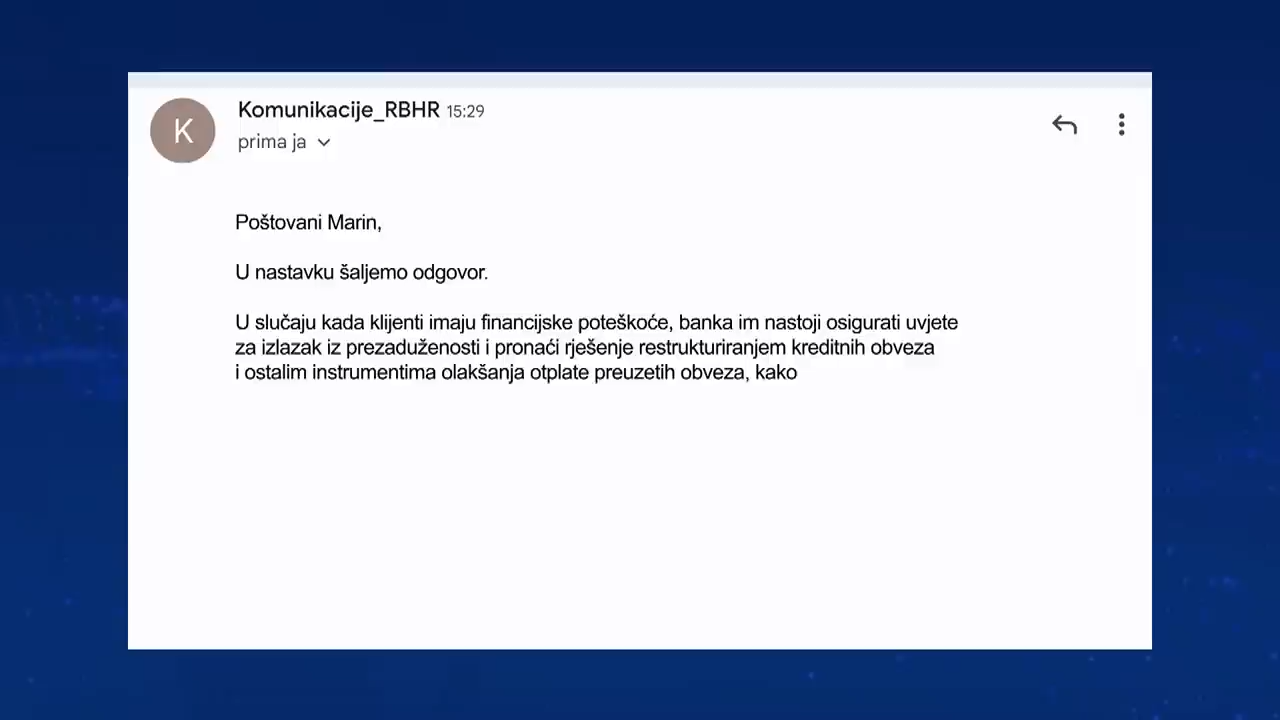 K
Komunikacije_RBHR 15:29
prima ja
Poštovani Marin,
U nastavku šaljemo odgovor.
U slučaju kada klijenti imaju financijske poteškoće, banka im nastoji osigurati uvjete
za izlazak iz prezaduženosti i pronaći rješenje restrukturiranjem kreditnih obveza
i ostalim instrumentima olakšanja otplate preuzetih obveza, kako